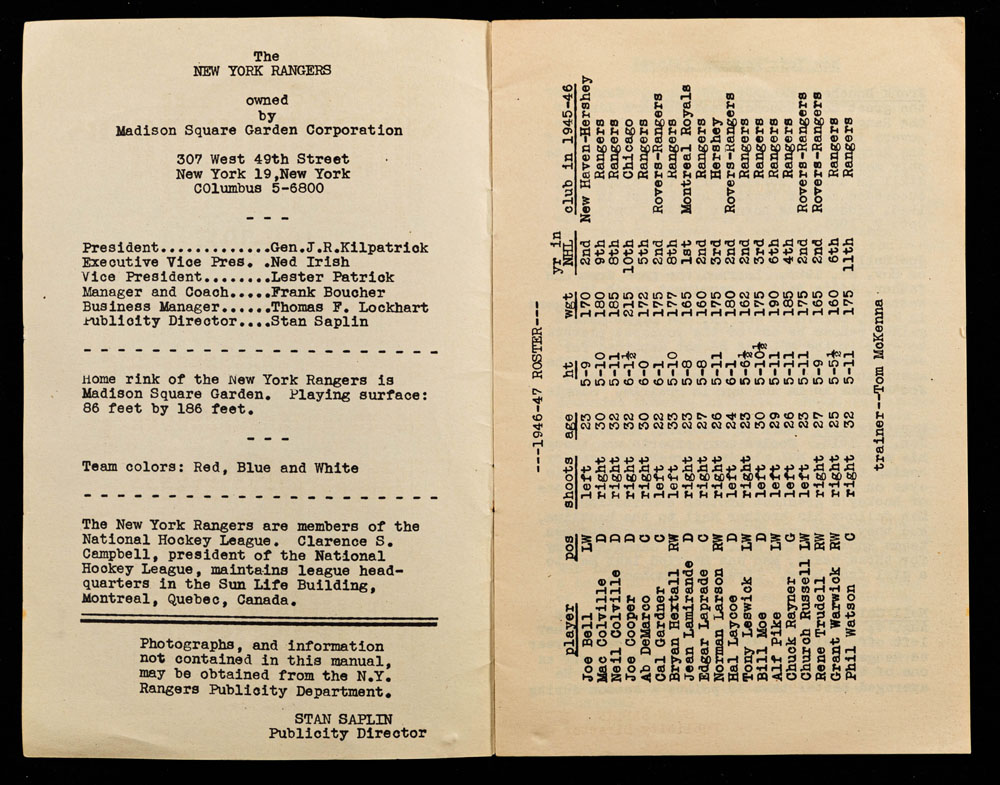 The
NEW YORK RANGERS
owned
by
Madison Square Garden Corporation
307 West 49th Street
New York 19,New York
COlumbus 5-6800
- - -
President.............Gen.J.R.Kilpatrick
Executive Vice Pres. .Ned Irish
Vice President........Lester Patrick
Manager and Coach.....Frank Boucher
Business Manager......Thomas F. Lockhart
Publicity Director....Stan Saplin
- - - - - - - - - - - - - - - - - - - - - - - -
Home rink of the New York Rangers is
Madison Square Garden. Playing surface:
86 feet by 186 feet.
- - -
Team colors: Red, Blue and White
- - - - - - - - - - - - - - - - - - - - - - - -
The New York Rangers are members of the
National Hockey League. Clarence S.
Campbell, president of the National
Hockey League, maintains league head-
quarters in the Sun Life Building,
Montreal, Quebec, Canada.
Photographs, and information
not contained in this manual,
may be obtained from the N.Y.
Rangers Publicity Department.
STAN SAPLIN
Publicity Director
---1946-47 ROSTER---
player pos shoots age ht wgt yr in NHL club in 1945-46
Joe Bell LW left 23 5-9 170 2nd New Haven-Hershey
Mac Colville D right 30 5-10 180 9th Rangers
Neil Colville D right 32 5-11 185 8th Rangers
Joe Cooper D right 32 6-1½ 215 10th Chicago
Ab DeMarco C right 30 6-0 172 5th Rangers
Cal Gardner C left 22 6-1 175 2nd Rovers-Rangers
Bryan Hextall RW left 33 5-10 177 8th Rangers
Jean Lamirande D right 23 5-8 165 1st Montreal Royals
Edgar Laprade C right 27 5-8 160 2nd Rangers
Norman Larson RW right 26 5-11 175 3rd Hershey
Hal Laycoe D left 24 6-1 180 2nd Rovers-Rangers
Tony Leswick LW right 23 5-6½ 162 2nd Rangers
Bill Moe D left 30 5-10½ 175 3rd Rangers
Alf Pike LW left 29 5-11 190 6th Rangers
Chuck Rayner G left 26 5-11 185 4th Rangers
Church Russell LW left 23 5-11 175 2nd Rovers-Rangers
Rene Trudell RW right 27 5-9 165 2nd Rovers-Rangers
Grant Warwick RW right 25 5-5½ 160 6th Rangers
Phil Watson C right 32 5-11 175 11th Rangers
trainer--Tom McKenna